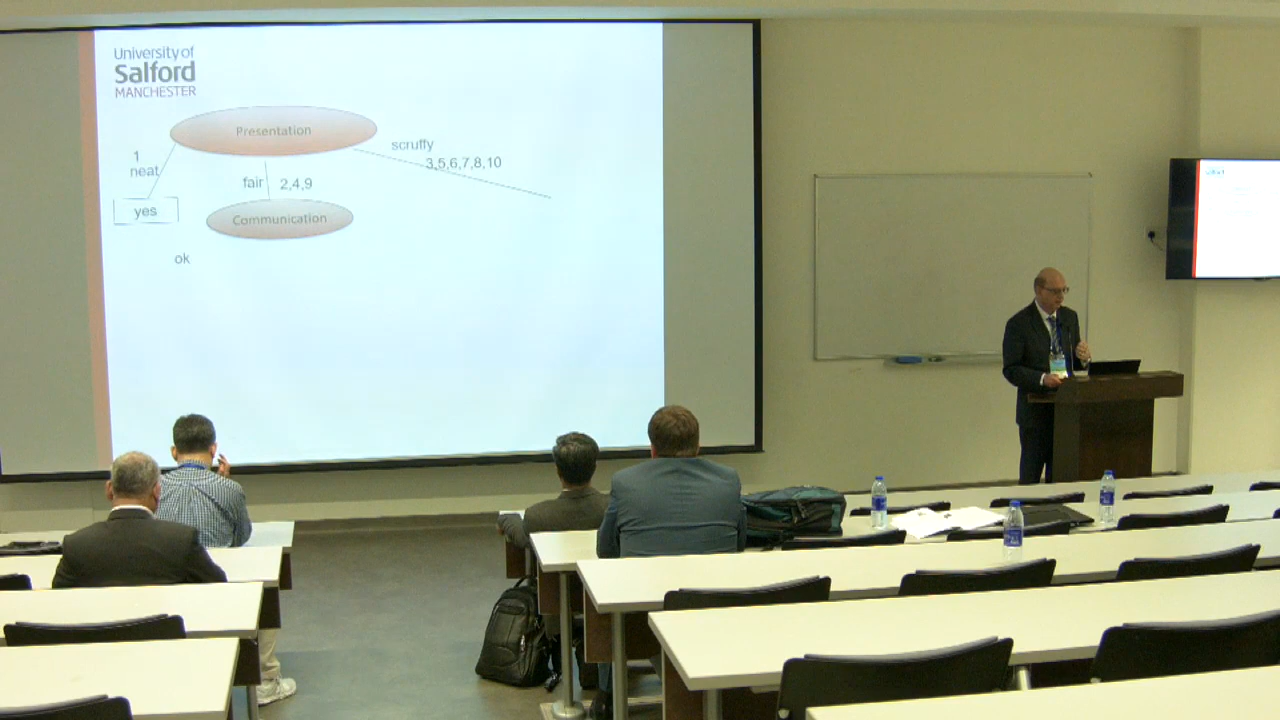 University of
Salford
MANCHESTER
Presentation
scruffy
3,5,6,7,8,10
1
neat
fair
2,4,9
yes
Communication
ok